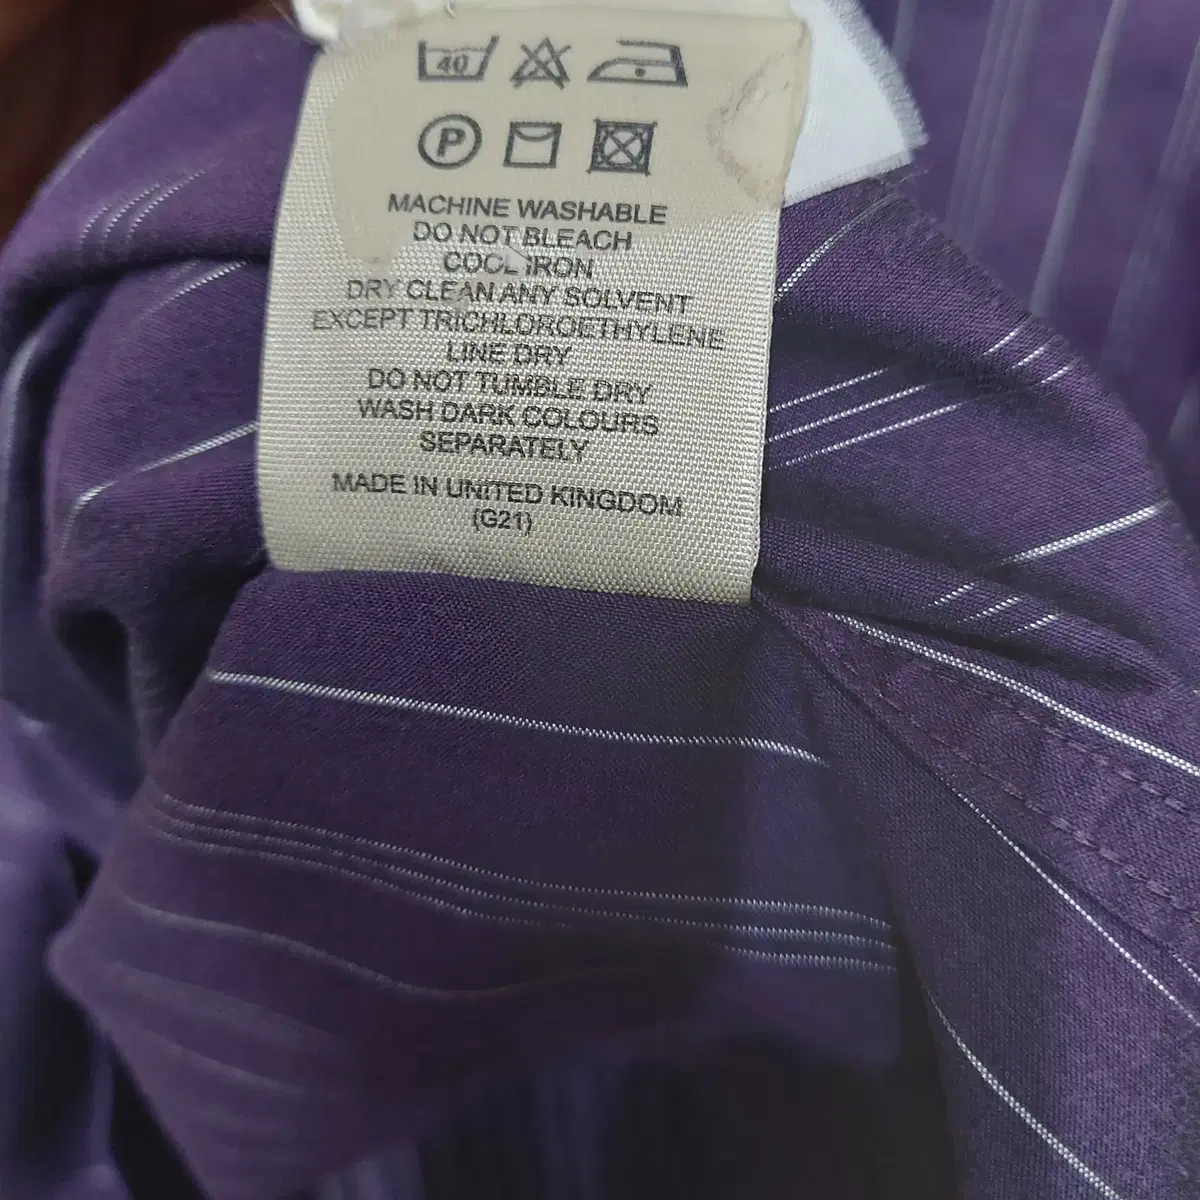 40
P
MACHINE WASHABLE
DO NOT BLEACH
COOL IRON
DRY CLEAN ANY SOLVENT
EXCEPT TRICHLOROETHYLENE
LINE DRY
DO NOT TUMBLE DRY
WASH DARK COLOURS
SEPARATELY
MADE IN UNITED KINGDOM
(G21)